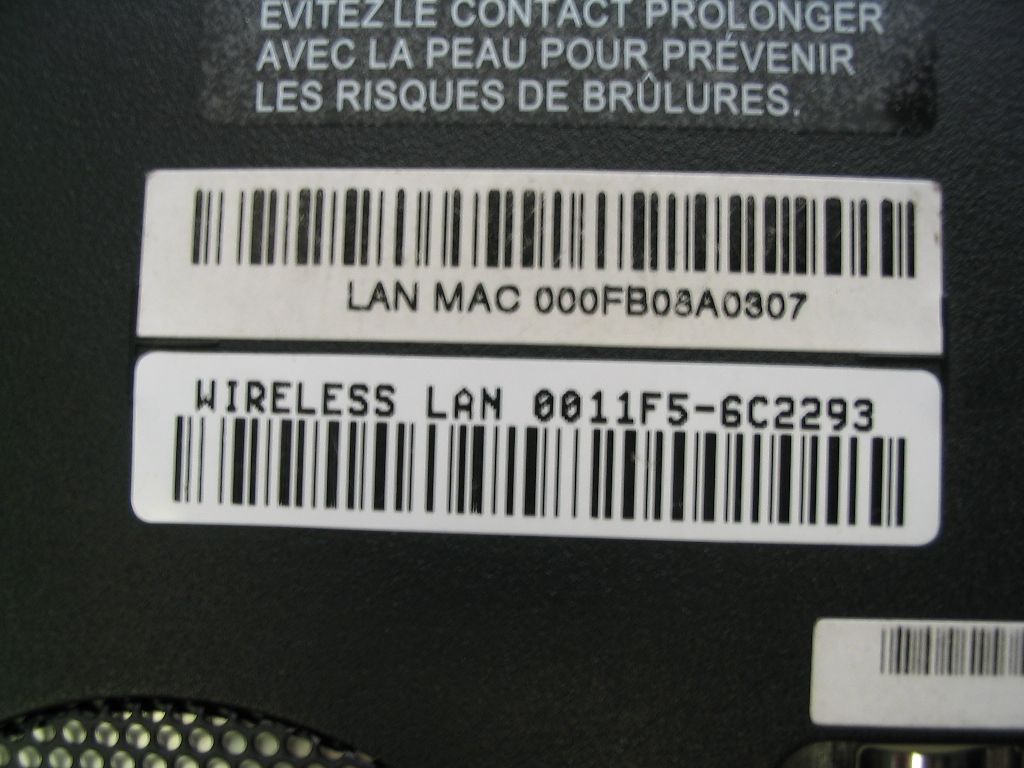 EVITEZ LE CONTACT PROLONGER
AVEC LA PEAU POUR PRÉVENIR
LES RISQUES DE BRÛLURES.
LAN MAC 000FB08A0307
WIRELESS LAN 0011F5-6C2293